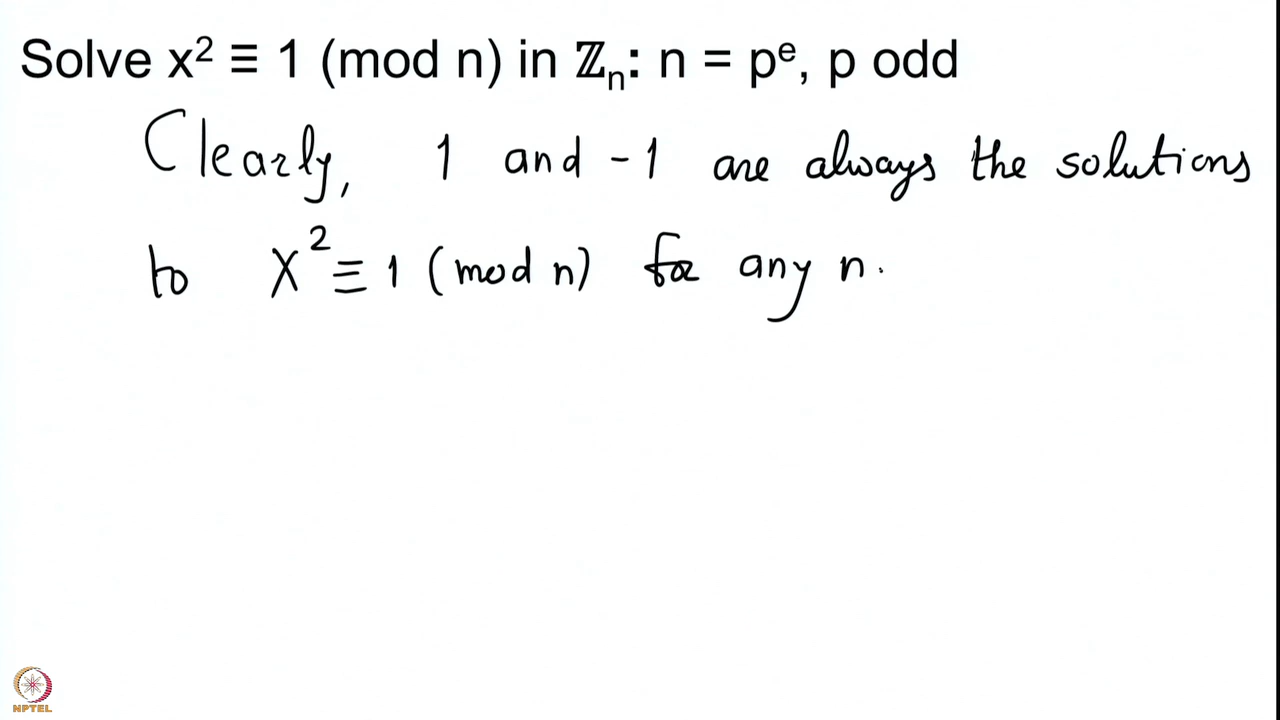 Solve x² ≡ 1 (mod n) in ℤₙ: n = pᵉ, p odd
Clearly, 1 and -1 are always the solutions
to X² ≡ 1 (mod n) for any n.
NPTEL